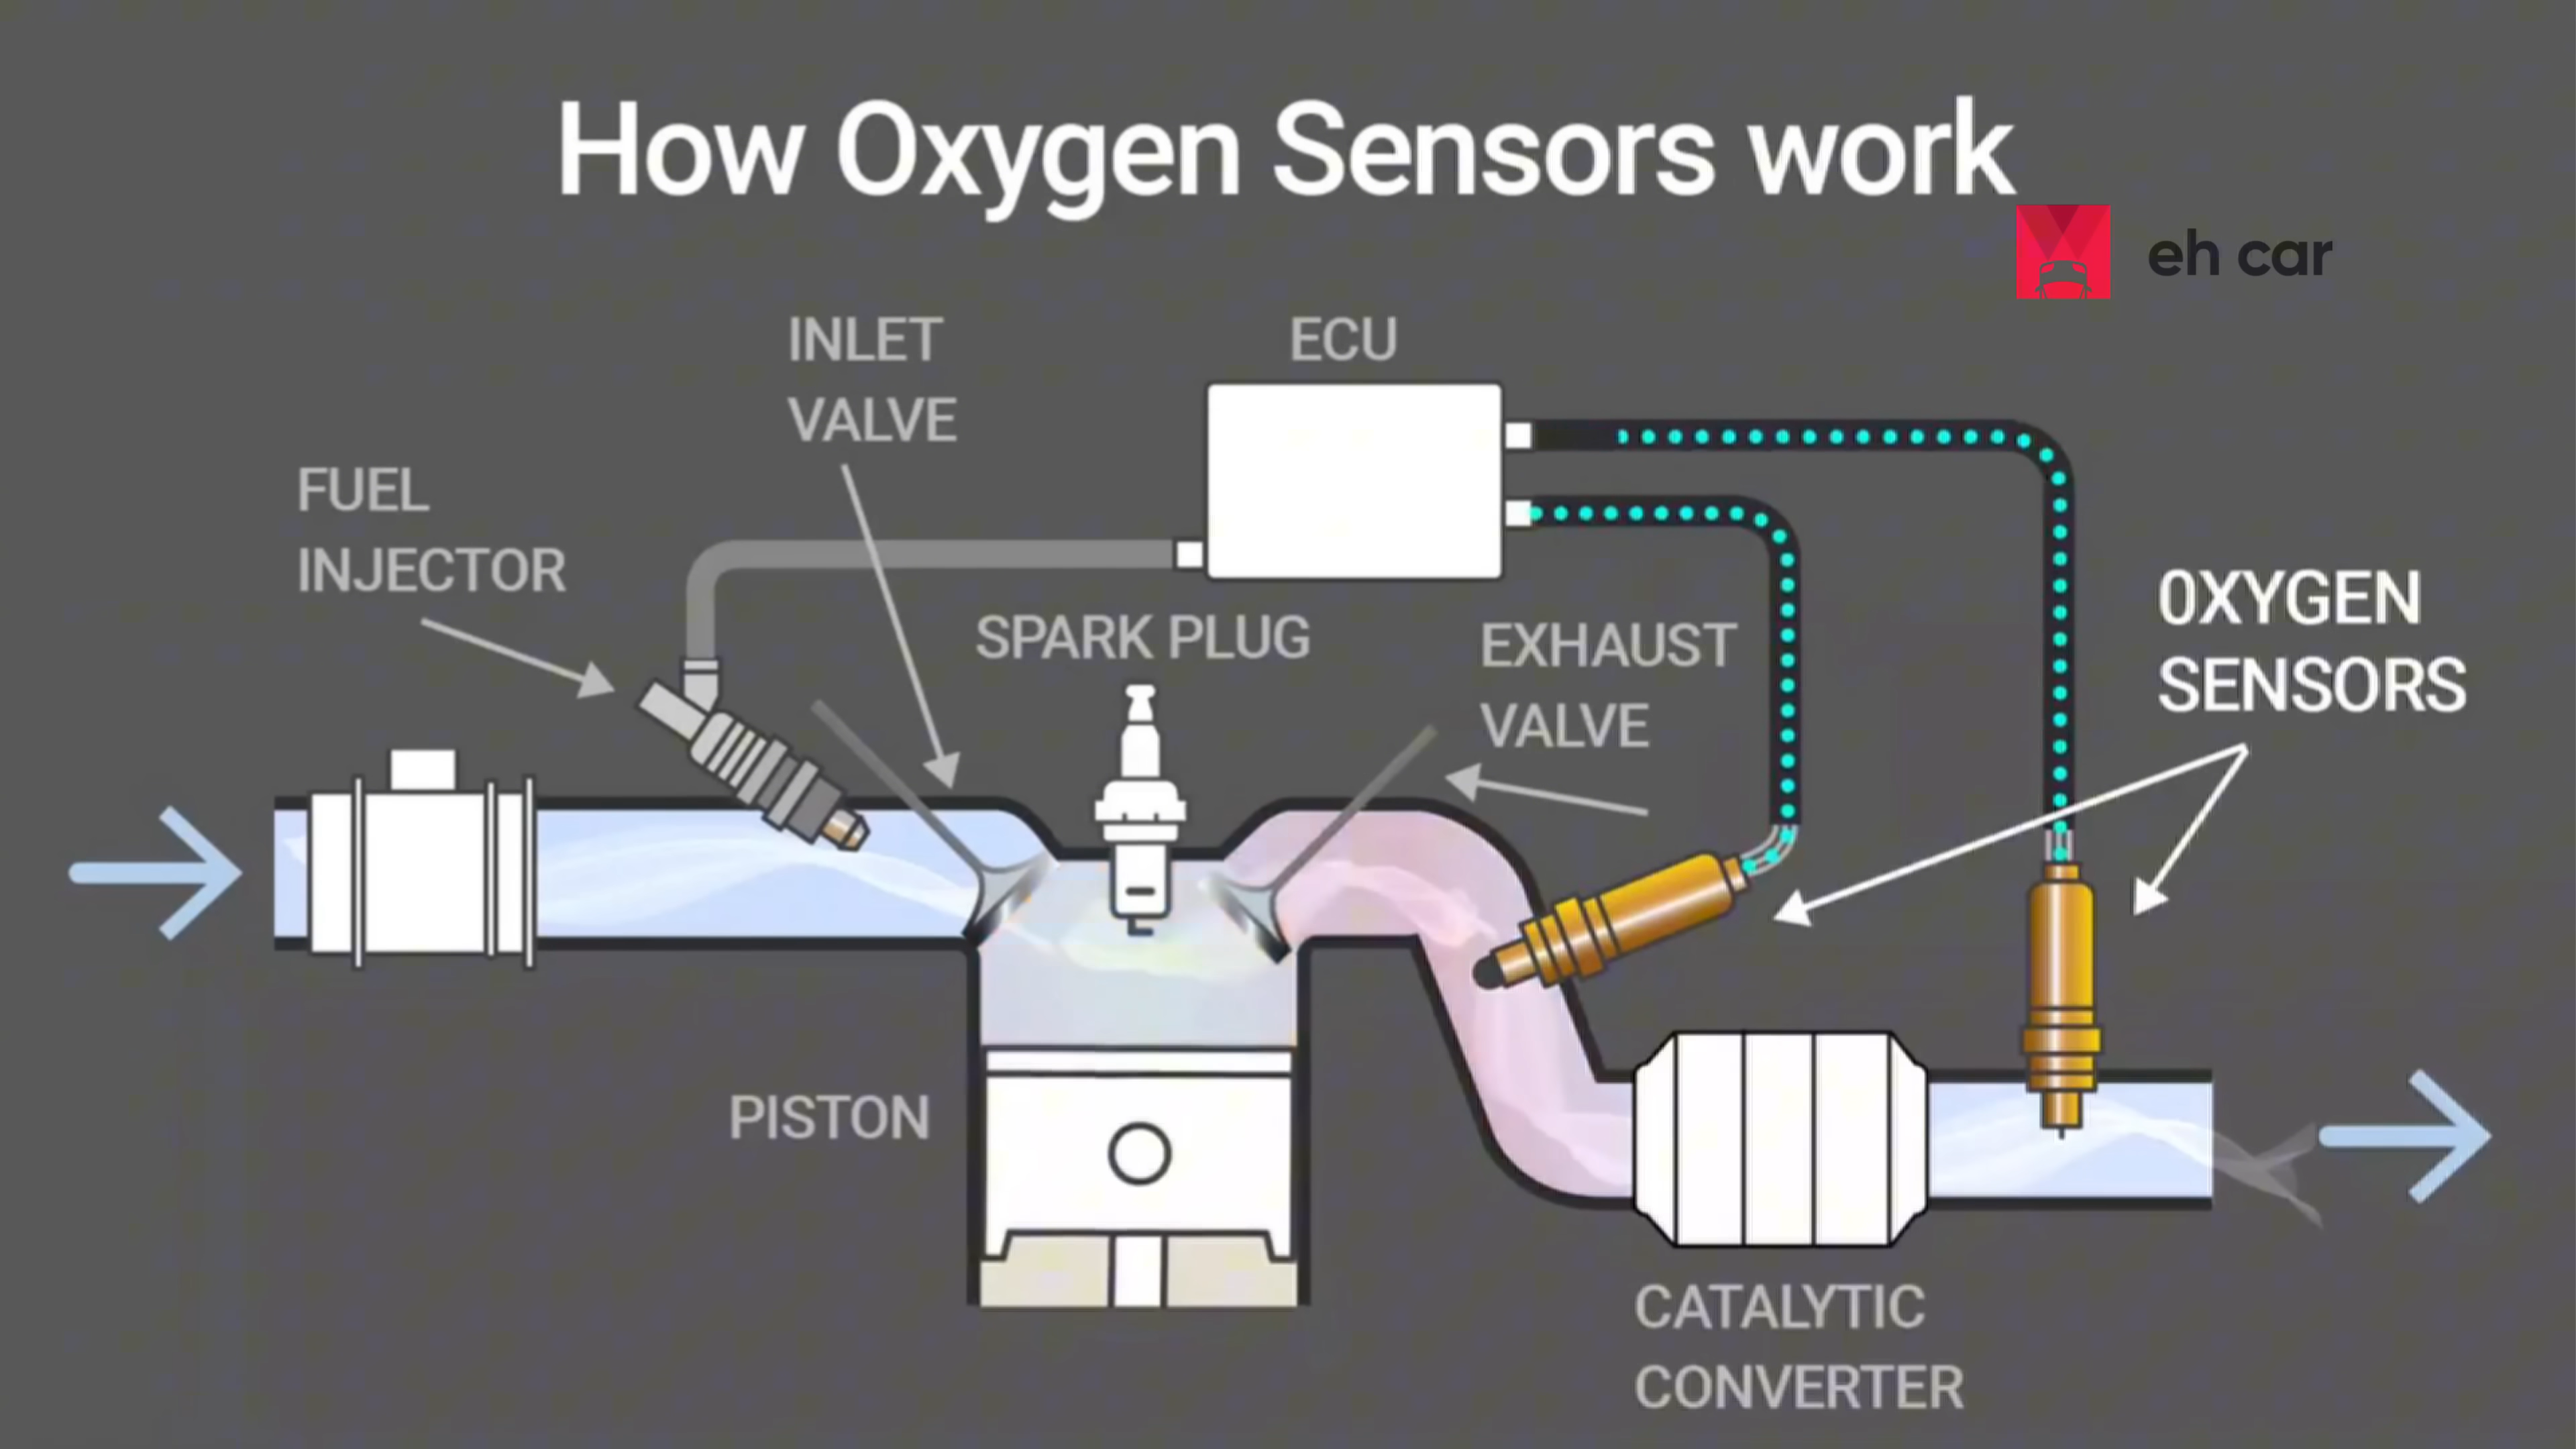 How Oxygen Sensors work
eh car
INLET
VALVE
ECU
FUEL
INJECTOR
SPARK PLUG
EXHAUST
VALVE
0XYGEN
SENSORS
PISTON
CATALYTIC
CONVERTER